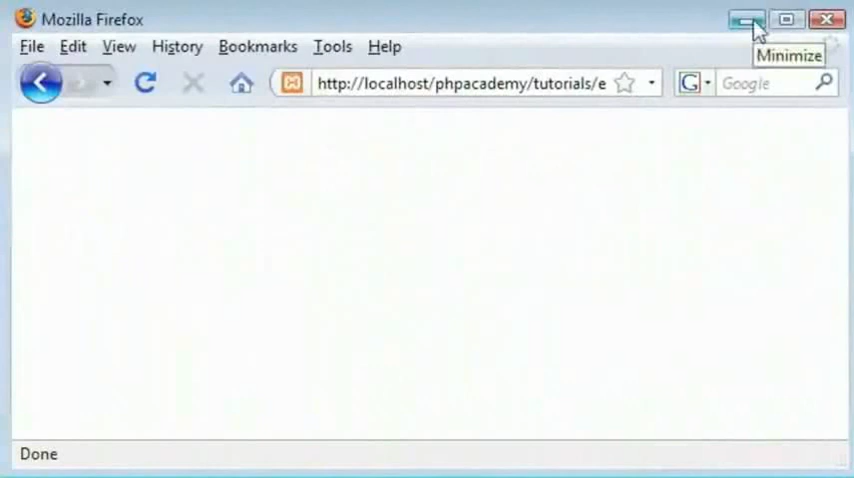 Mozilla Firefox
File Edit View History Bookmarks Tools Help
Minimize
http://localhost/phpacademy/tutorials/e
G Google
Done